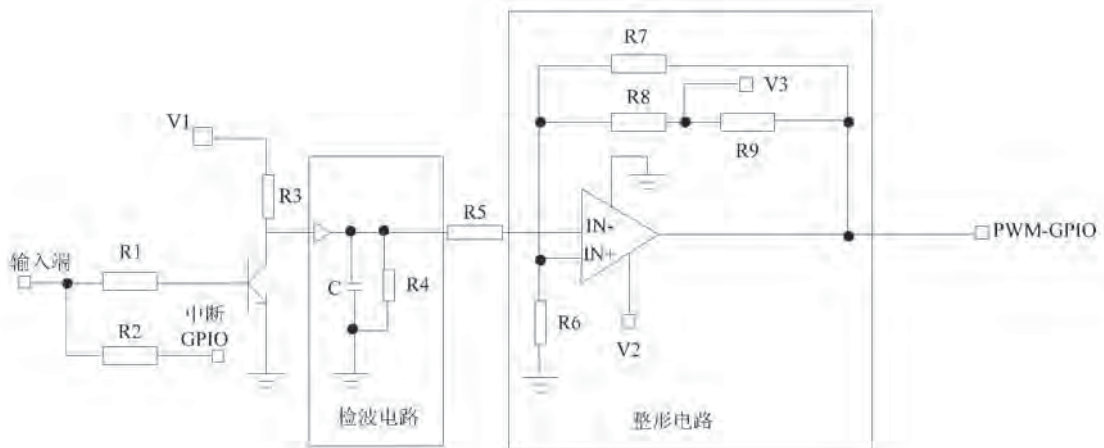 R7
V3
R8
R9
V1
R3
R5
IN-
IN+
PWM-GPIO
R1
输入端
R2
中断
GPIO
C
R4
R6
V2
检波电路
整形电路